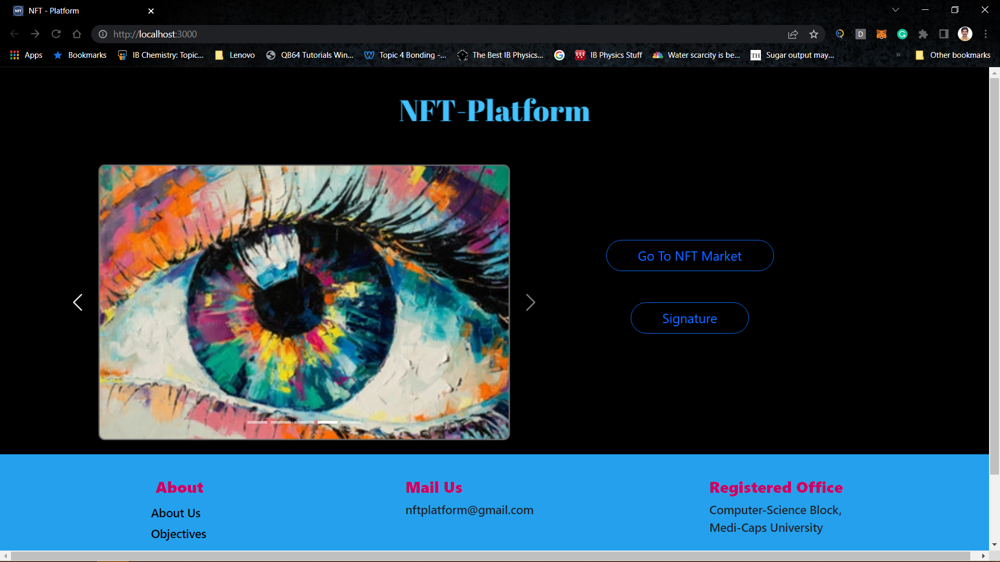 NFT - Platform
http://localhost:3000
D
G
Apps
Bookmarks
IB Chemistry: Topic...
Lenovo
QB64 Tutorials Win...
Topic 4 Bonding -...
The Best IB Physics...
IB Physics Stuff
Water scarcity is be...
TH
Sugar output may...
»
Other bookmarks
NFT-Platform
Go To NFT Market
Signature
About
About Us
Objectives
Mail Us
nftplatform@gmail.com
Registered Office
Computer-Science Block,
Medi-Caps University